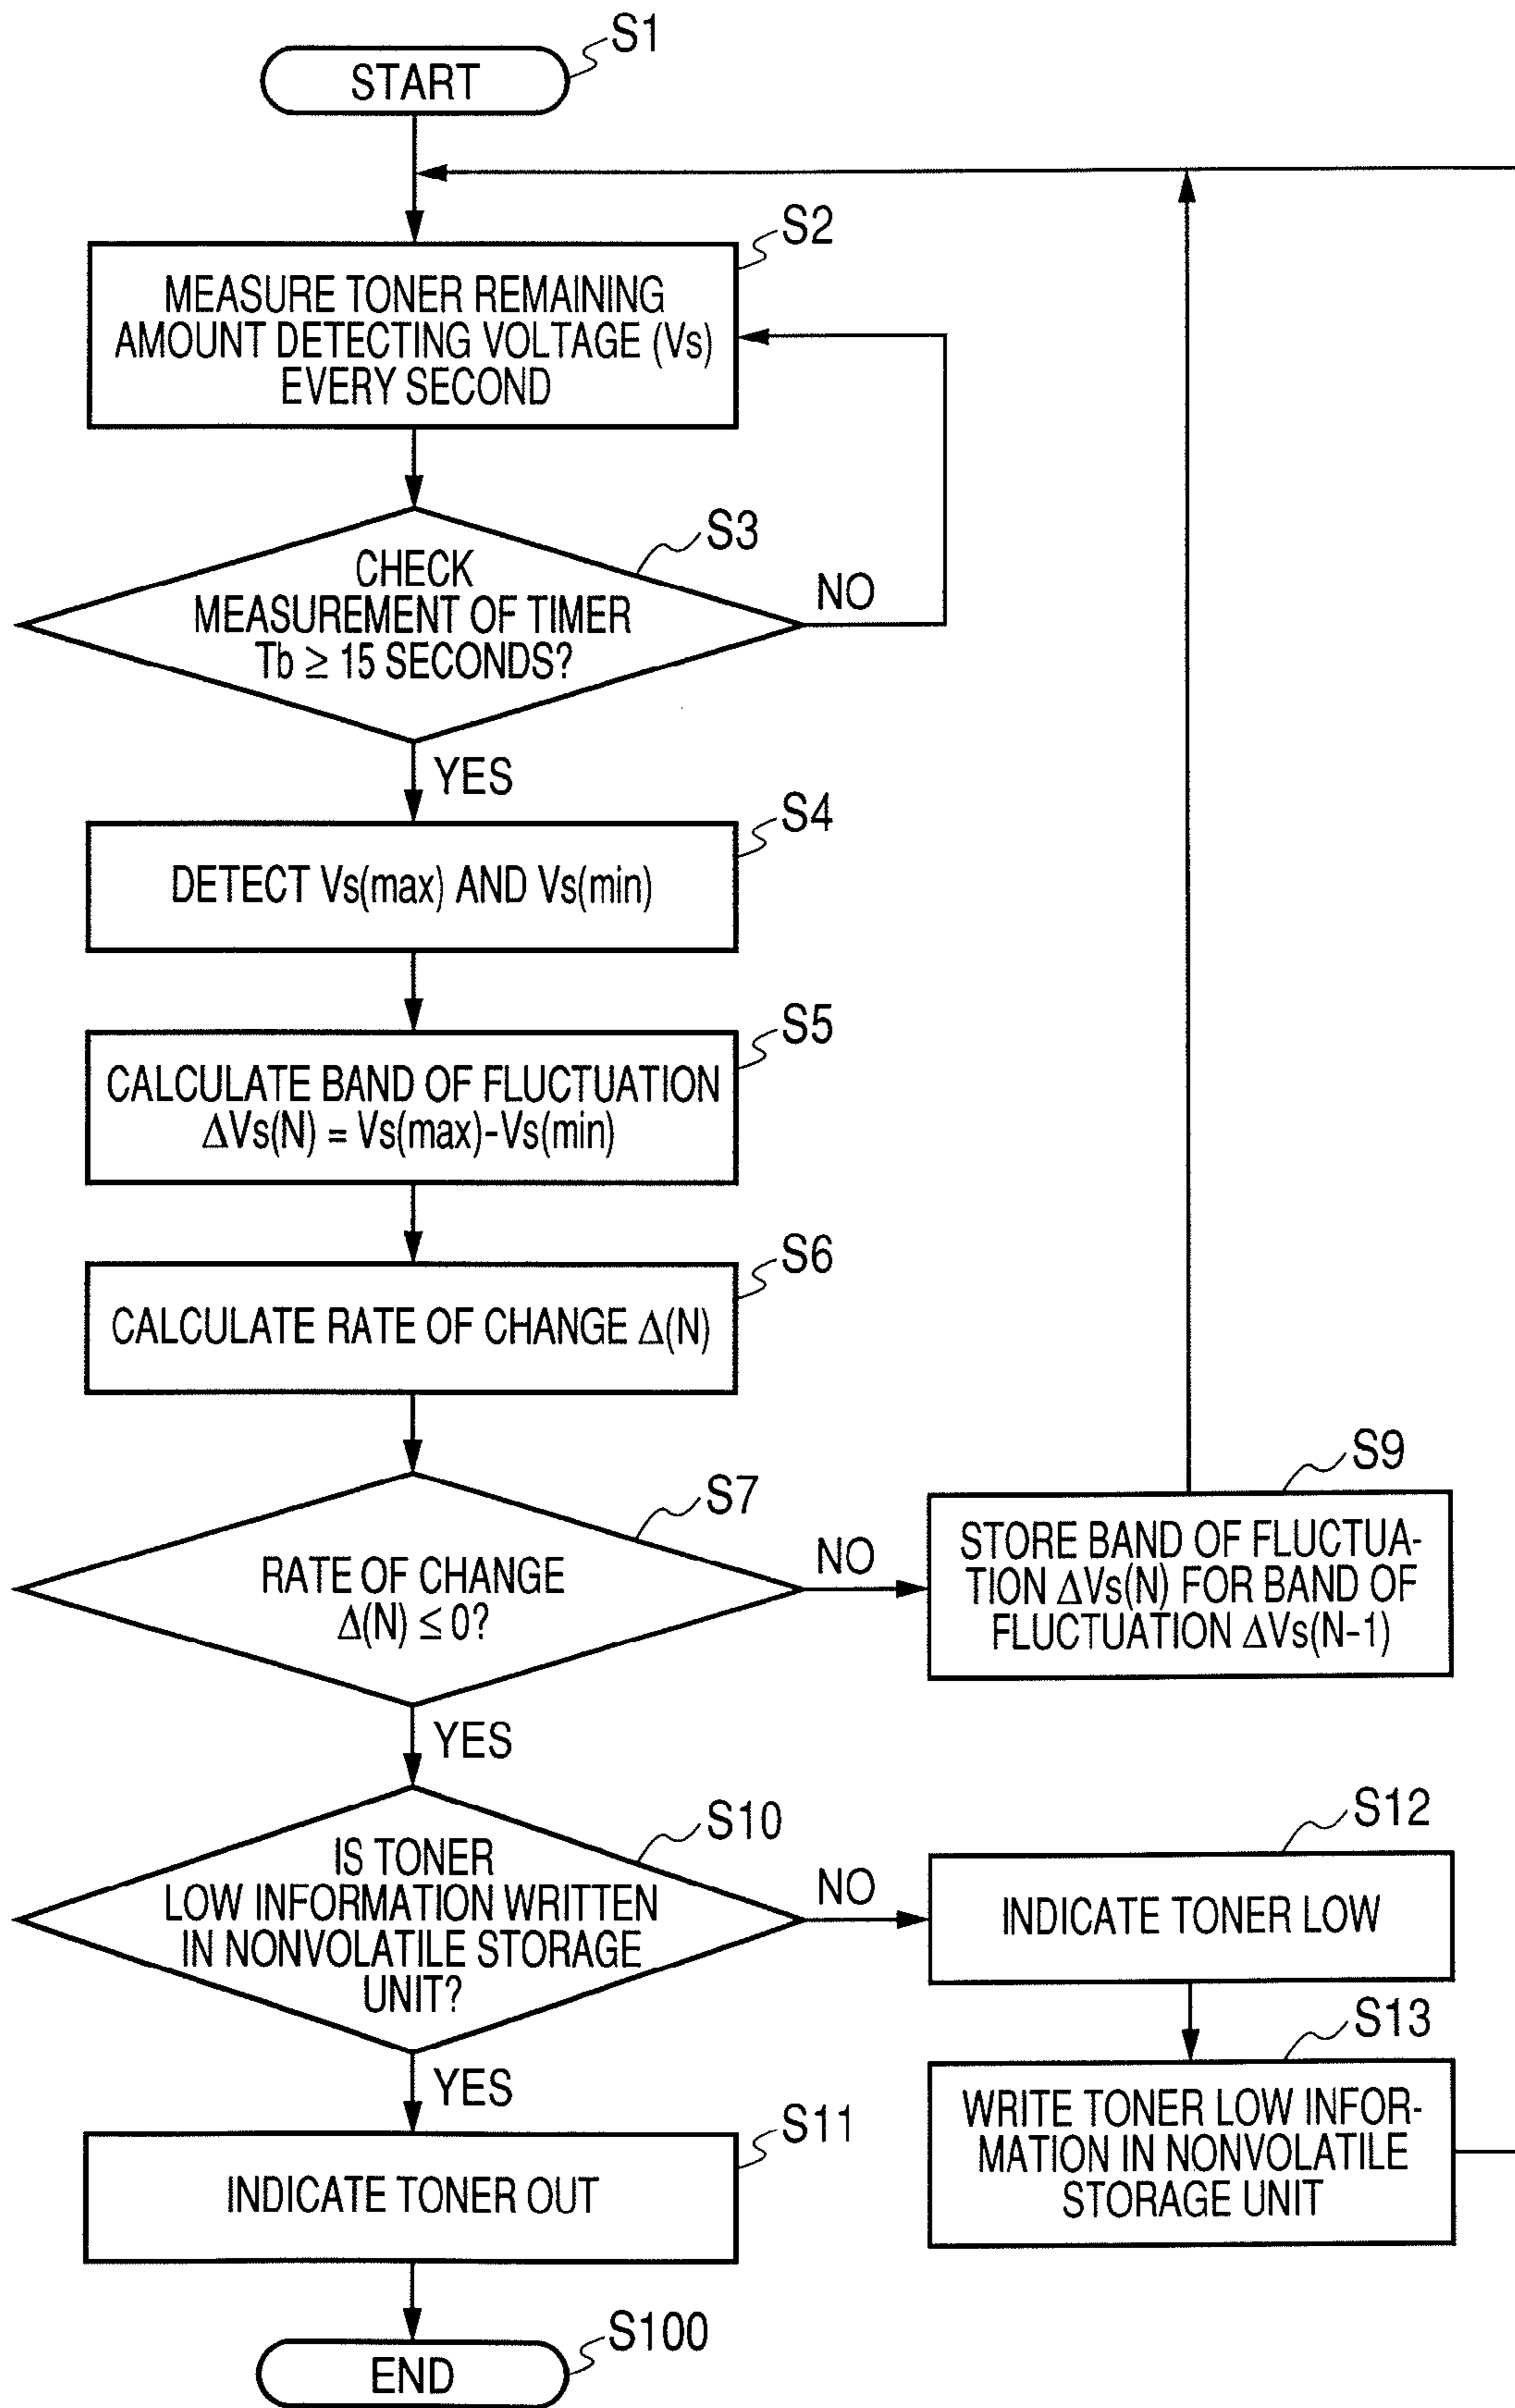 S1
START
S2
MEASURE TONER REMAINING
AMOUNT DETECTING VOLTAGE (Vs)
EVERY SECOND
S3
CHECK
MEASUREMENT OF TIMER
Tb ≥ 15 SECONDS?
NO
YES
S4
DETECT Vs(max) AND Vs(min)
S5
CALCULATE BAND OF FLUCTUATION
ΔVs(N) = Vs(max)-Vs(min)
S6
CALCULATE RATE OF CHANGE Δ(N)
S7
RATE OF CHANGE
Δ(N) ≤ 0?
NO
S9
STORE BAND OF FLUCTUA-
TION ΔVs(N) FOR BAND OF
FLUCTUATION ΔVs(N-1)
YES
S10
IS TONER
LOW INFORMATION WRITTEN
IN NONVOLATILE STORAGE
UNIT?
NO
S12
INDICATE TONER LOW
S13
WRITE TONER LOW INFOR-
MATION IN NONVOLATILE
STORAGE UNIT
YES
S11
INDICATE TONER OUT
S100
END